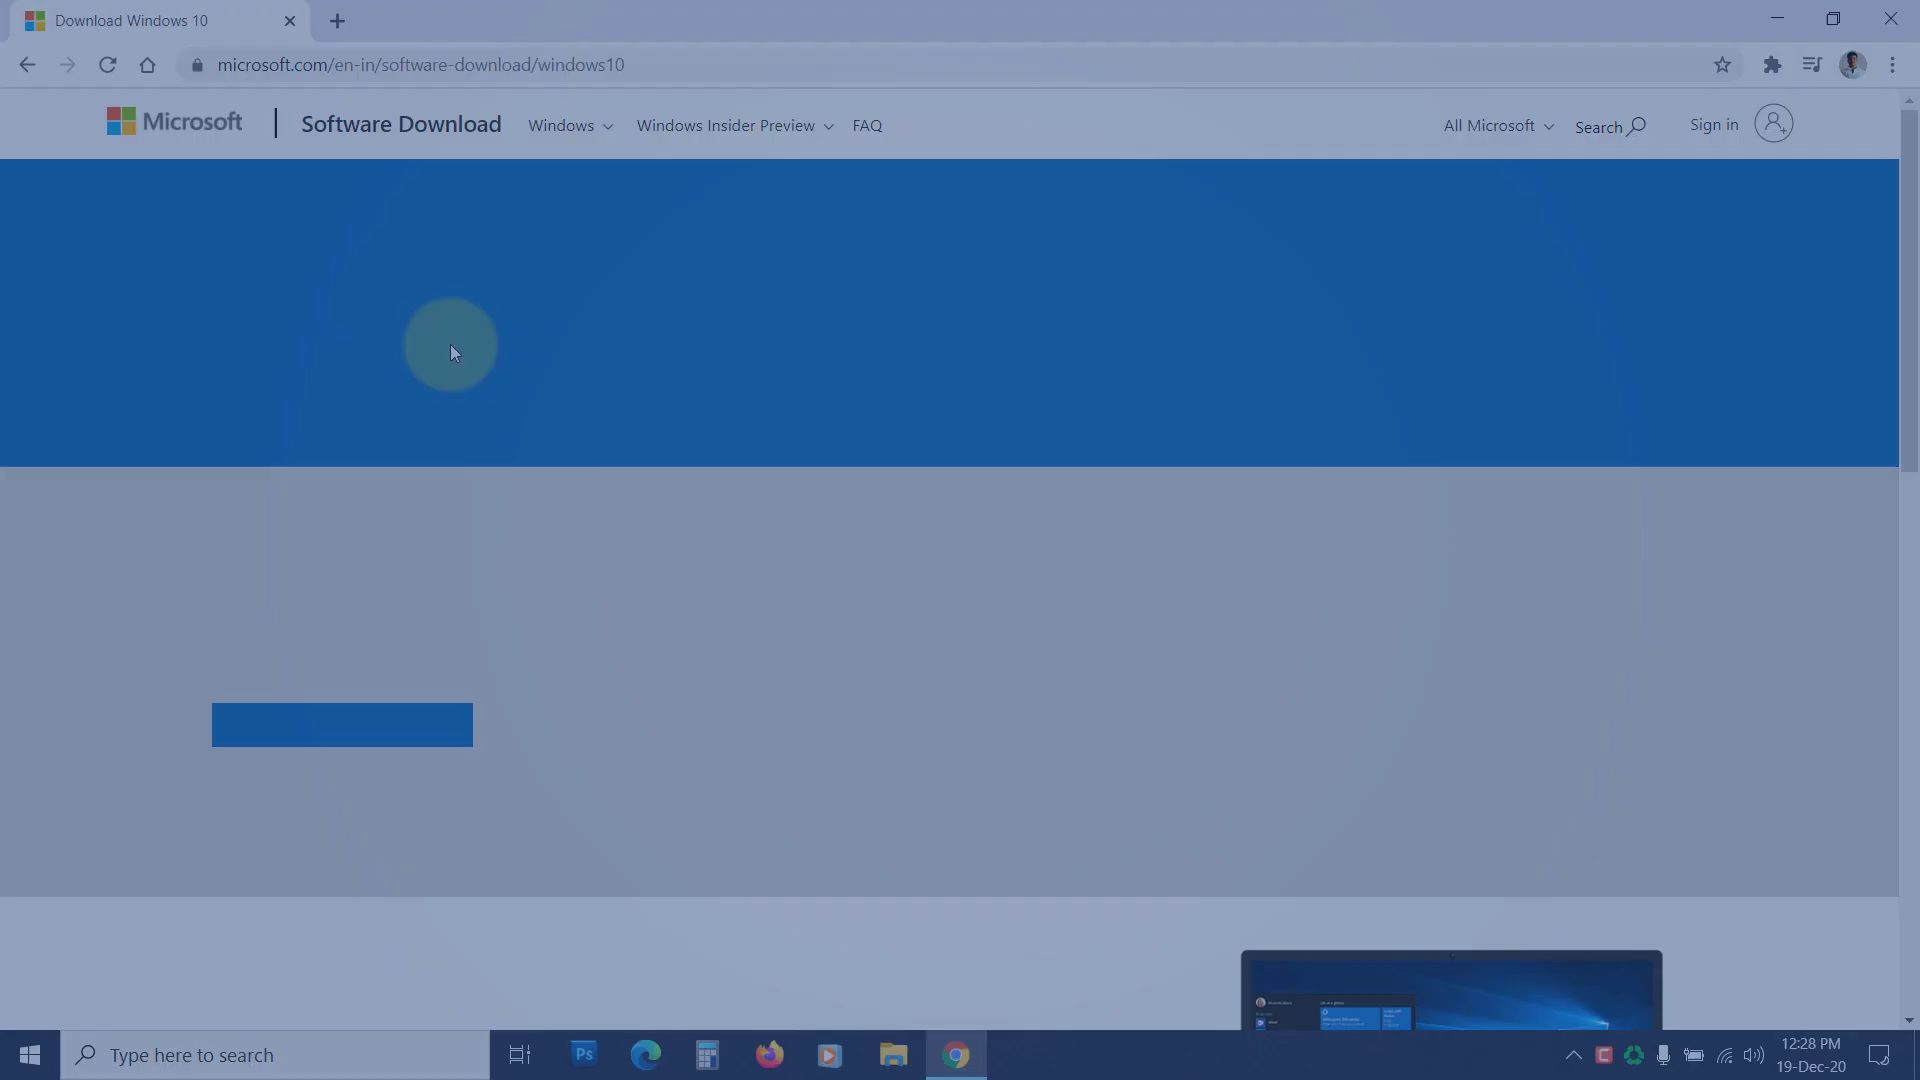 Download Windows 10
microsoft.com/en-in/software-download/windows10
Microsoft
Software Download
Windows
Windows Insider Preview
FAQ
All Microsoft
Search
Sign in
Type here to search
Ps
12:28 PM
19-Dec-20